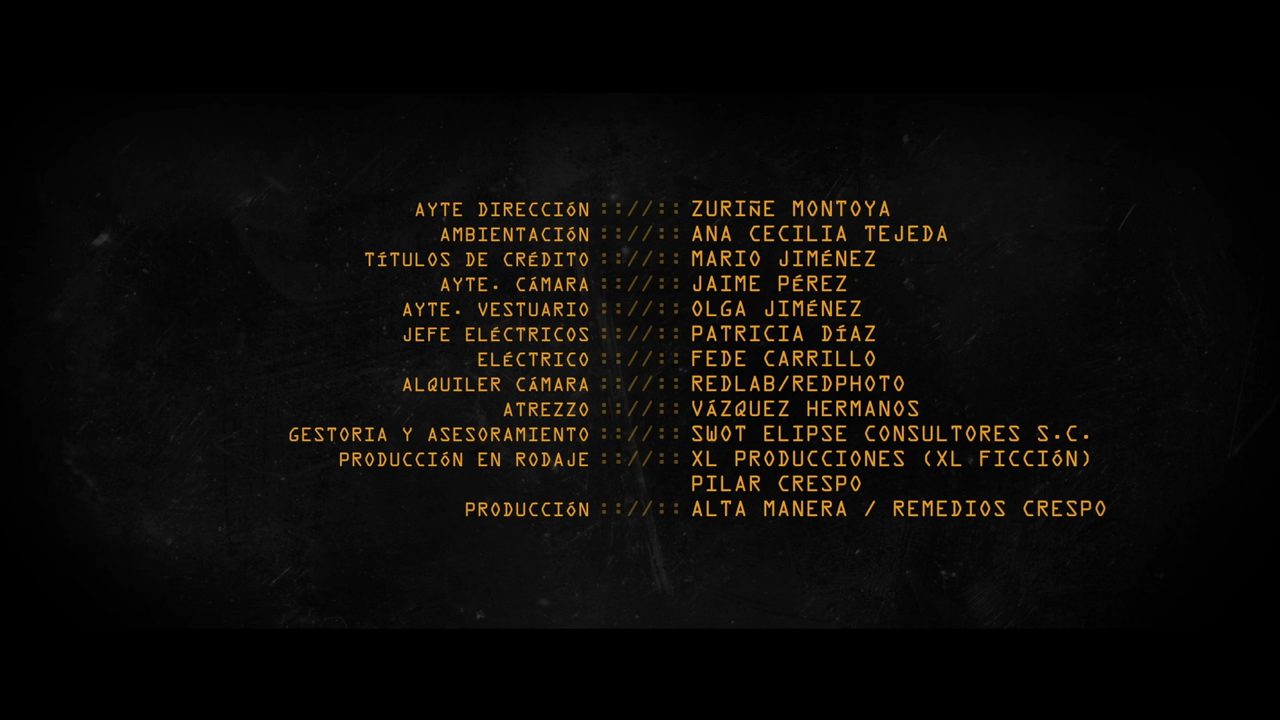 AYTE DIRECCIÓN ::://::: ZURIÑE MONTOYA
AMBIENTACIÓN ::://::: ANA CECILIA TEJEDA
TÍTULOS DE CRÉDITO ::://::: MARIO JIMÉNEZ
AYTE. CÁMARA ::://::: JAIME PÉREZ
AYTE. VESTUARIO ::://::: OLGA JIMÉNEZ
JEFE ELÉCTRICOS ::://::: PATRICIA DÍAZ
ELÉCTRICO ::://::: FEDE CARRILLO
ALQUILER CÁMARA ::://::: REDLAB/REDPHOTO
ATREZZO ::://::: VÁZQUEZ HERMANOS
GESTORIA Y ASESORAMIENTO ::://::: SWOT ELIPSE CONSULTORES S.C.
PRODUCCIÓN EN RODAJE ::://::: XL PRODUCCIONES (XL FICCIÓN)
PILAR CRESPO
PRODUCCIÓN ::://::: ALTA MANERA / REMEDIOS CRESPO